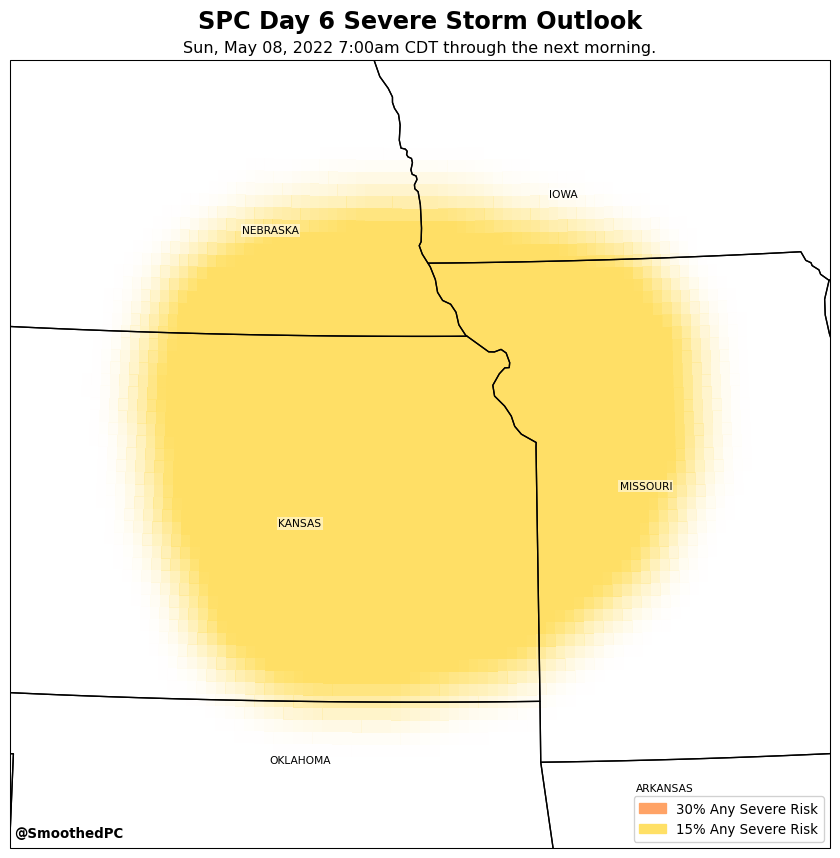 SPC Day 6 Severe Storm Outlook
Sun, May 08, 2022 7:00am CDT through the next morning.
IOWA
NEBRASKA
MISSOURI
KANSAS
OKLAHOMA
ARKANSAS
30% Any Severe Risk
15% Any Severe Risk
@SmoothedPC